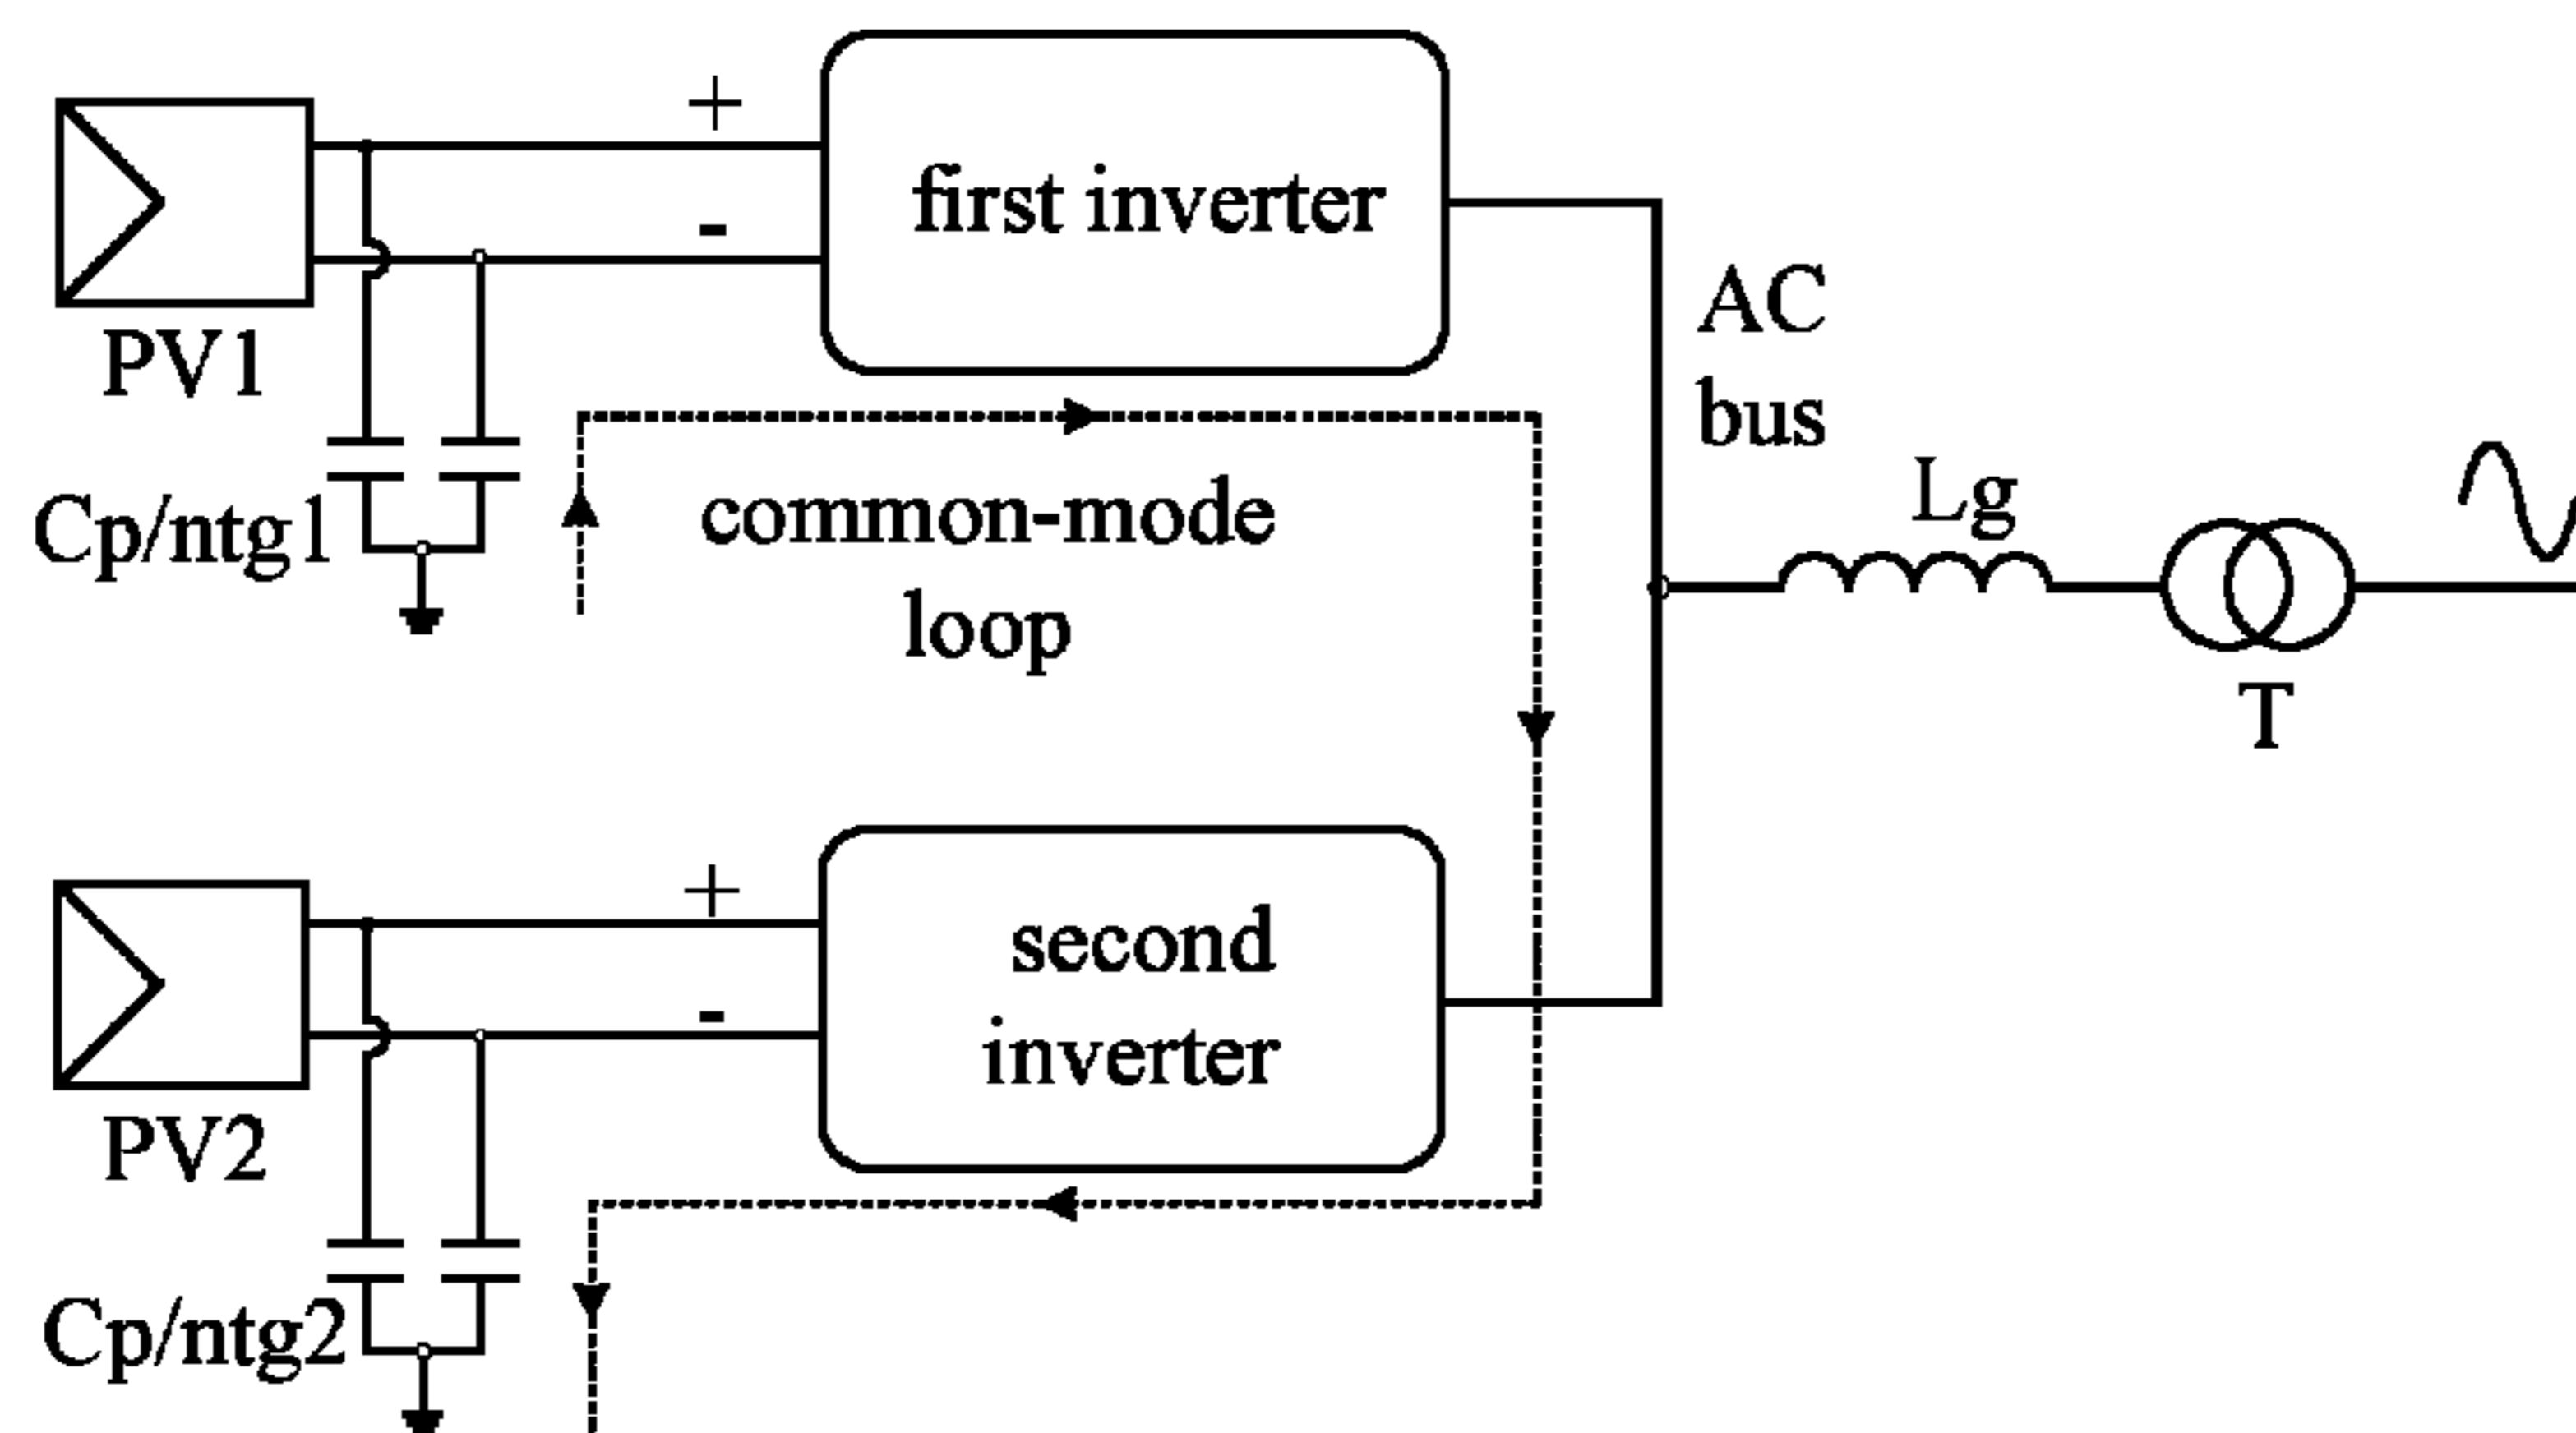 +
first inverter
-
PV1
AC
bus
Cp/ntg1
common-mode
loop
Lg
T
+
second
inverter
-
PV2
Cp/ntg2